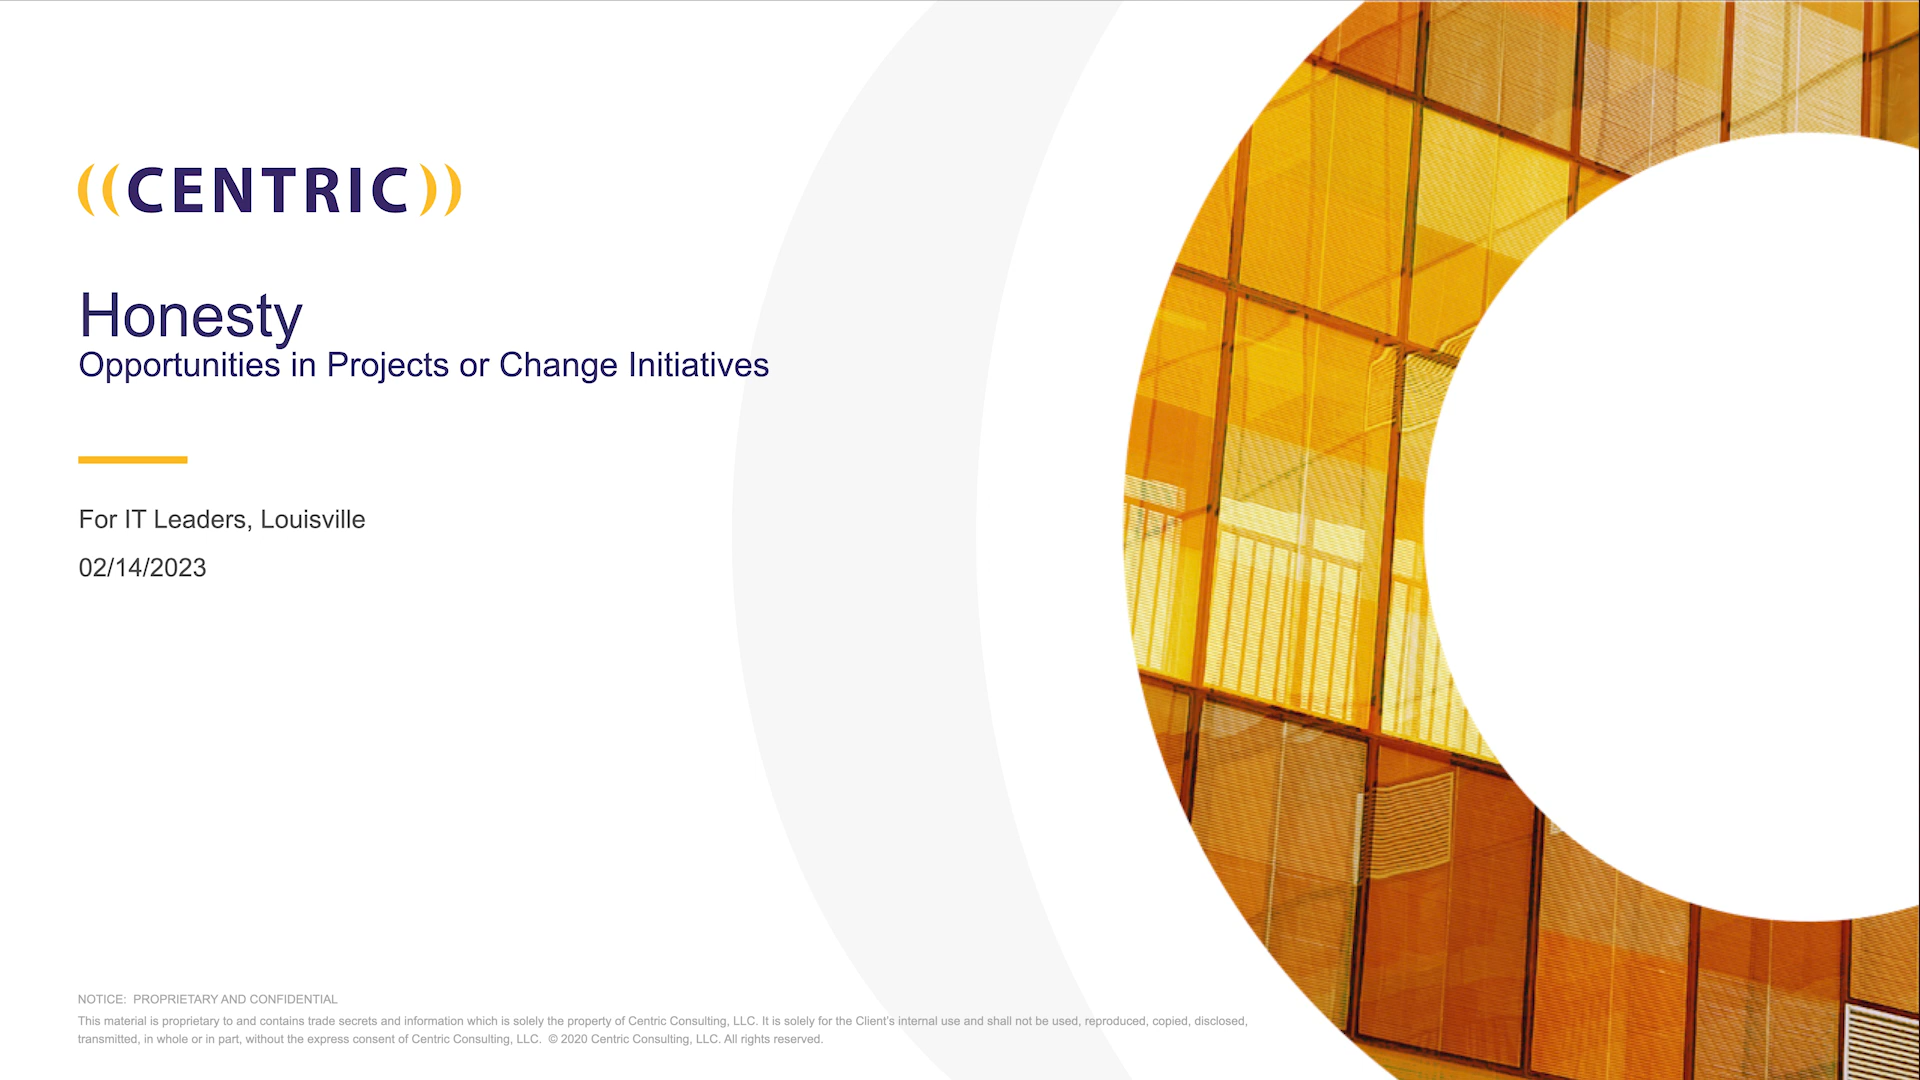 ((CENTRIC))
Honesty
Opportunities in Projects or Change Initiatives
For IT Leaders, Louisville
02/14/2023
NOTICE:  PROPRIETARY AND CONFIDENTIAL
This material is proprietary to and contains trade secrets and information which is solely the property of Centric Consulting, LLC. It is solely for the Client's internal use and shall not be used, reproduced, copied, disclosed,
transmitted, in whole or in part, without the express consent of Centric Consulting, LLC.  © 2020 Centric Consulting, LLC. All rights reserved.